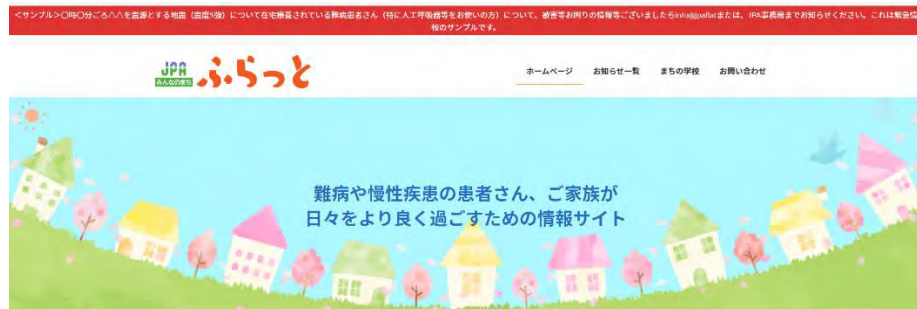 <サンプル>〇時〇分ごろ△△を震源とする地震（震度5強）について在宅療養されている難病患者さん（特に人工呼吸器等をお使いの方）について、被害等お困りの情報等ございましたらinfo@jpaflatまたは、JPA事務局までお知らせください。これは緊急情
報のサンプルです。
JPA
みんなのまち
ふらっと
ホームページ お知らせ一覧 まちの学校 お問い合わせ
難病や慢性疾患の患者さん、ご家族が
日々をより良く過ごすための情報サイト